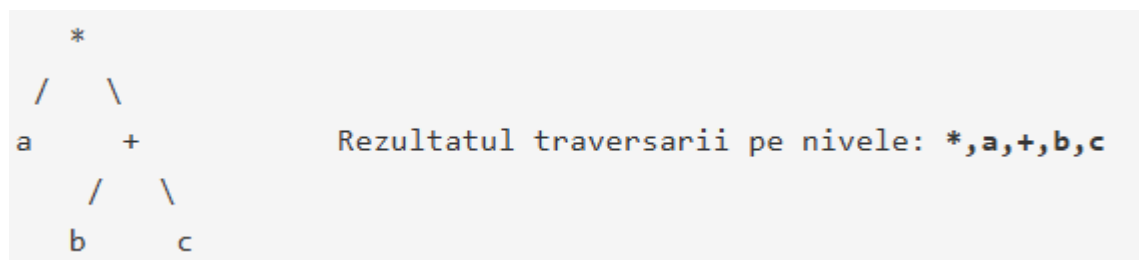 *
/ \
a + Rezultatul traversarii pe nivele: *,a,+,b,c
/ \
b c